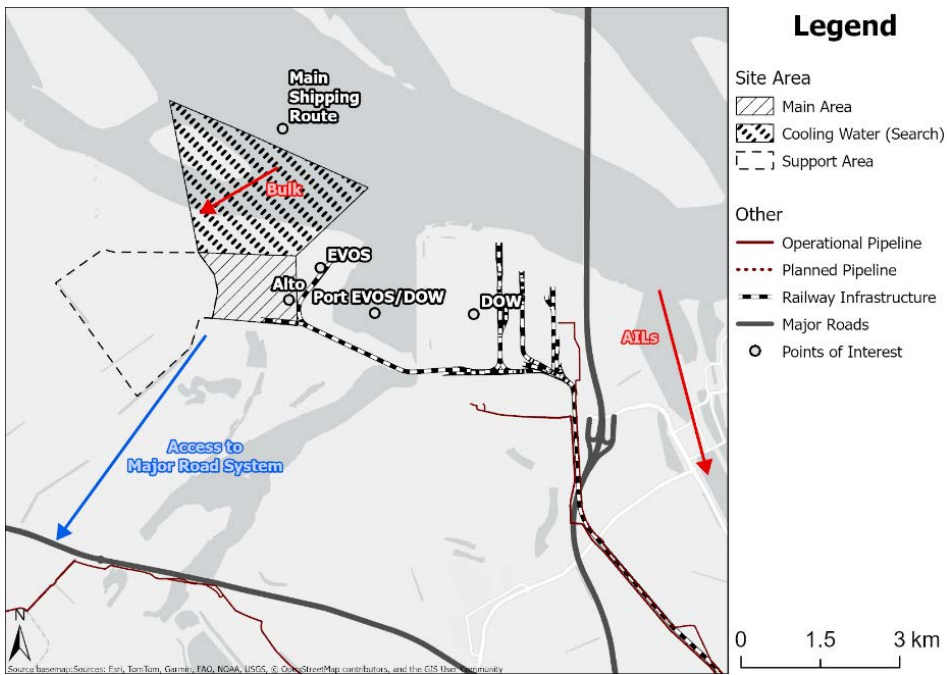 Main
Shipping
Route
Bulk
EVOS
Alto
Port EVOS/DOW
DOW
AILs
Access to
Major Road System
N
Source basemap:Sources: Esri, TomTom, Garmin, FAO, NOAA, USGS, © OpenStreetMap contributors, and the GIS User Community
Legend
Site Area
Main Area
Cooling Water (Search)
Support Area
Other
Operational Pipeline
Planned Pipeline
Railway Infrastructure
Major Roads
Points of Interest
0 1.5 3 km